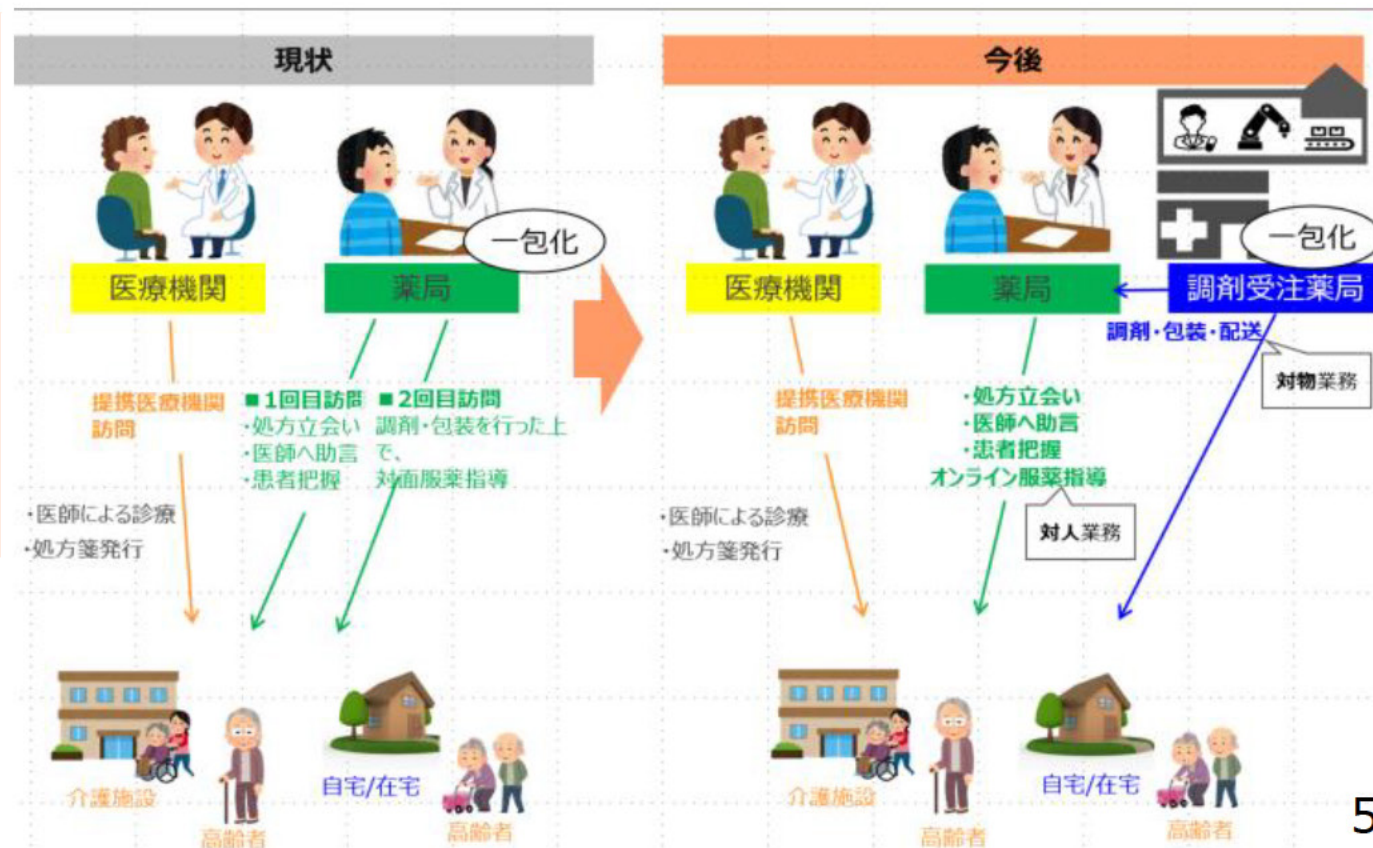 現状
一包化
医療機関
薬局
提携医療機関
訪問
■1回目訪問
・処方立会い
・医師へ助言
・患者把握
■2回目訪問
調剤・包装を行った上
で、
対面服薬指導
・医師による診療
・処方箋発行
介護施設
高齢者
自宅/在宅
高齢者
今後
一包化
医療機関
薬局
調剤受注薬局
調剤・包装・配送
対物業務
提携医療機関
訪問
・処方立会い
・医師へ助言
・患者把握
オンライン服薬指導
対人業務
・医師による診療
・処方箋発行
介護施設
高齢者
自宅/在宅
高齢者
5